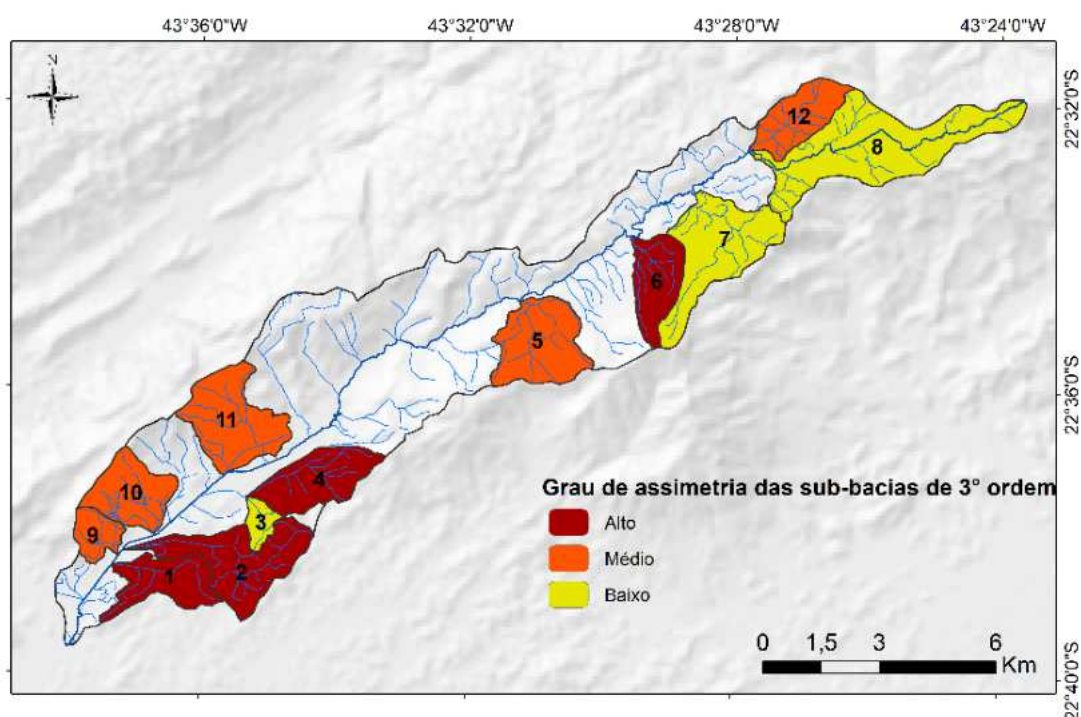 43°36'0"W 43°32'0"W 43°28'0"W 43°24'0"W
N
22°32'0"S
12
8
7
6
5
22°36'0"S
11
4
10
3
9
1 2
Grau de assimetria das sub-bacias de 3° ordem
Alto
Médio
Baixo
0 1,5 3 6
Km
22°40'0"S